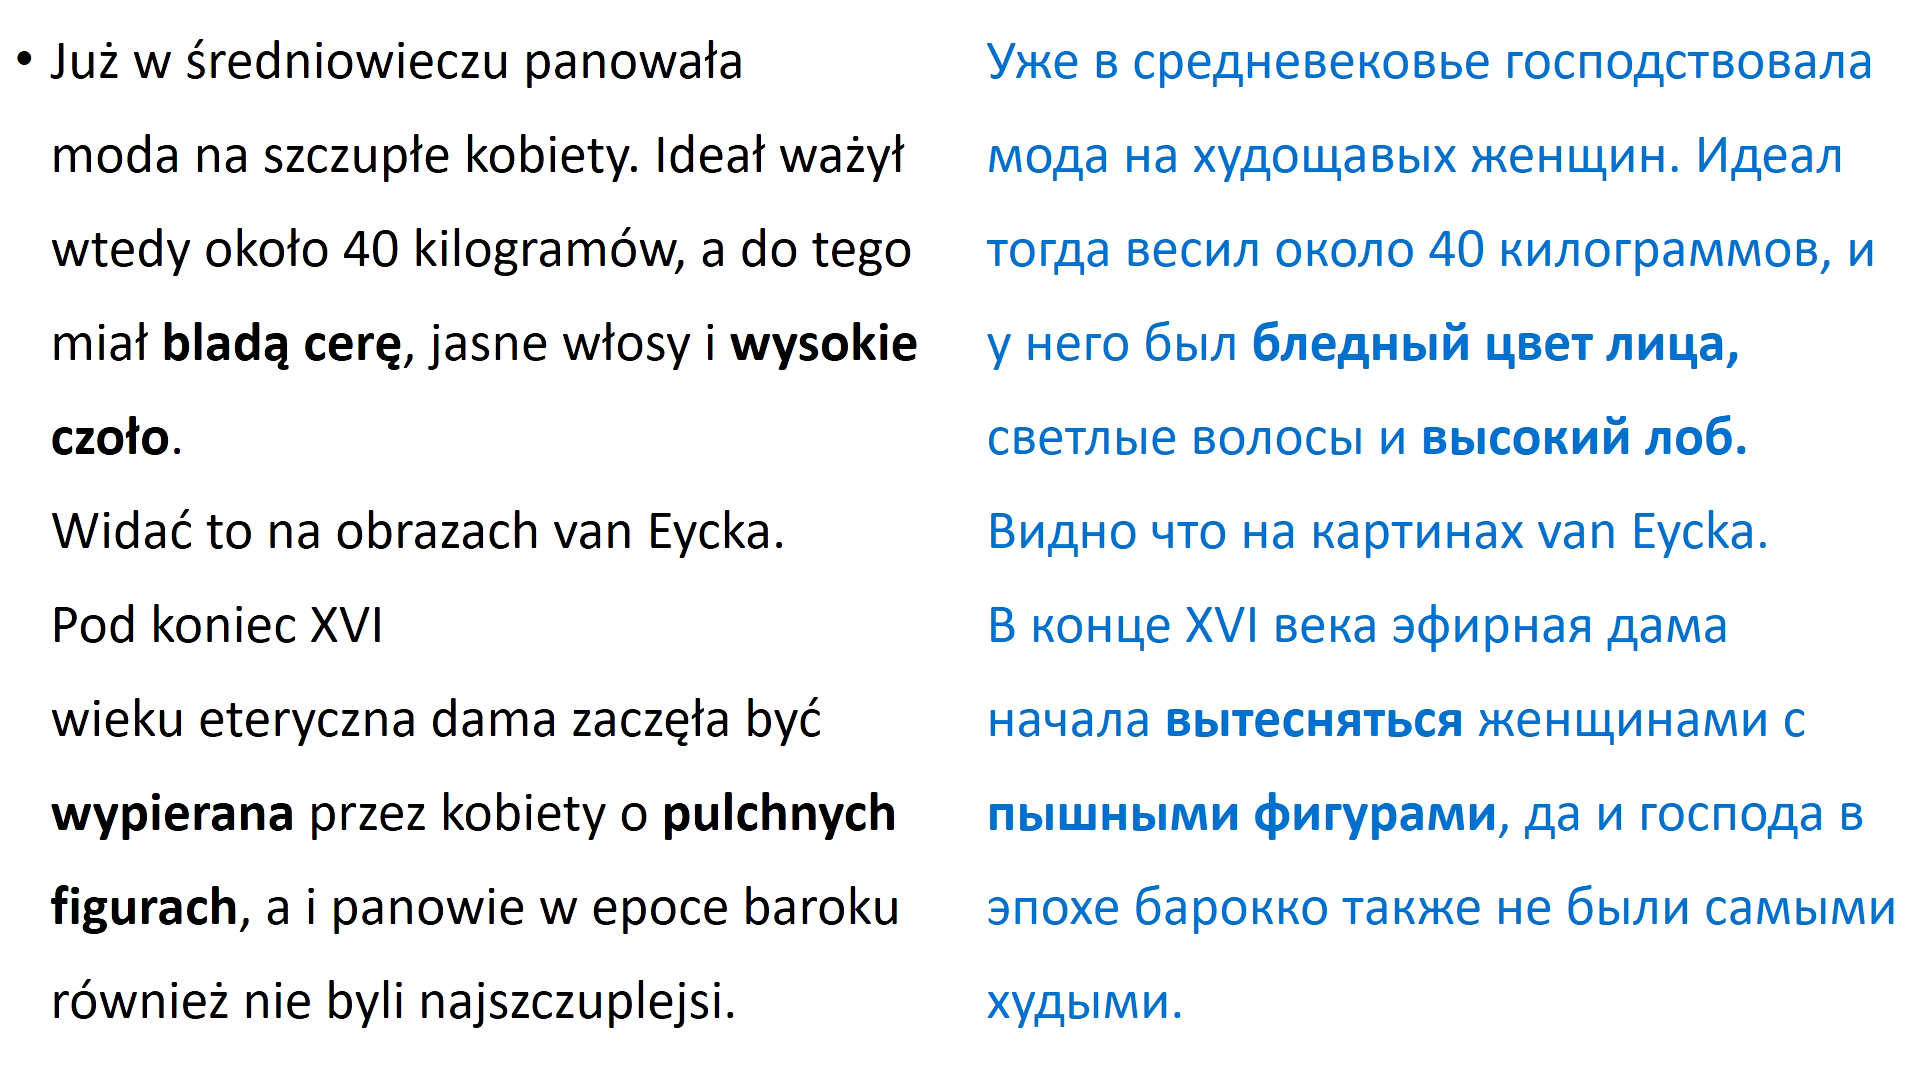 • Już w średniowieczu panowała
moda na szczupłe kobiety. Ideał ważył
wtedy około 40 kilogramów, a do tego
miał bladą cerę, jasne włosy i wysokie
czoło.
Widać to na obrazach van Eycka.
Pod koniec XVI
wieku eteryczna dama zaczęła być
wypierana przez kobiety o pulchnych
figurach, a i panowie w epoce baroku
również nie byli najszczuplejsi.
Уже в средневековье господствовала
мода на худощавых женщин. Идеал
тогда весил около 40 килограммов, и
у него был бледный цвет лица,
светлые волосы и высокий лоб.
Видно что на картинах van Eycka.
В конце XVI века эфирная дама
начала вытесняться женщинами с
пышными фигурами, да и господа в
эпохе барокко также не были самыми
худыми.